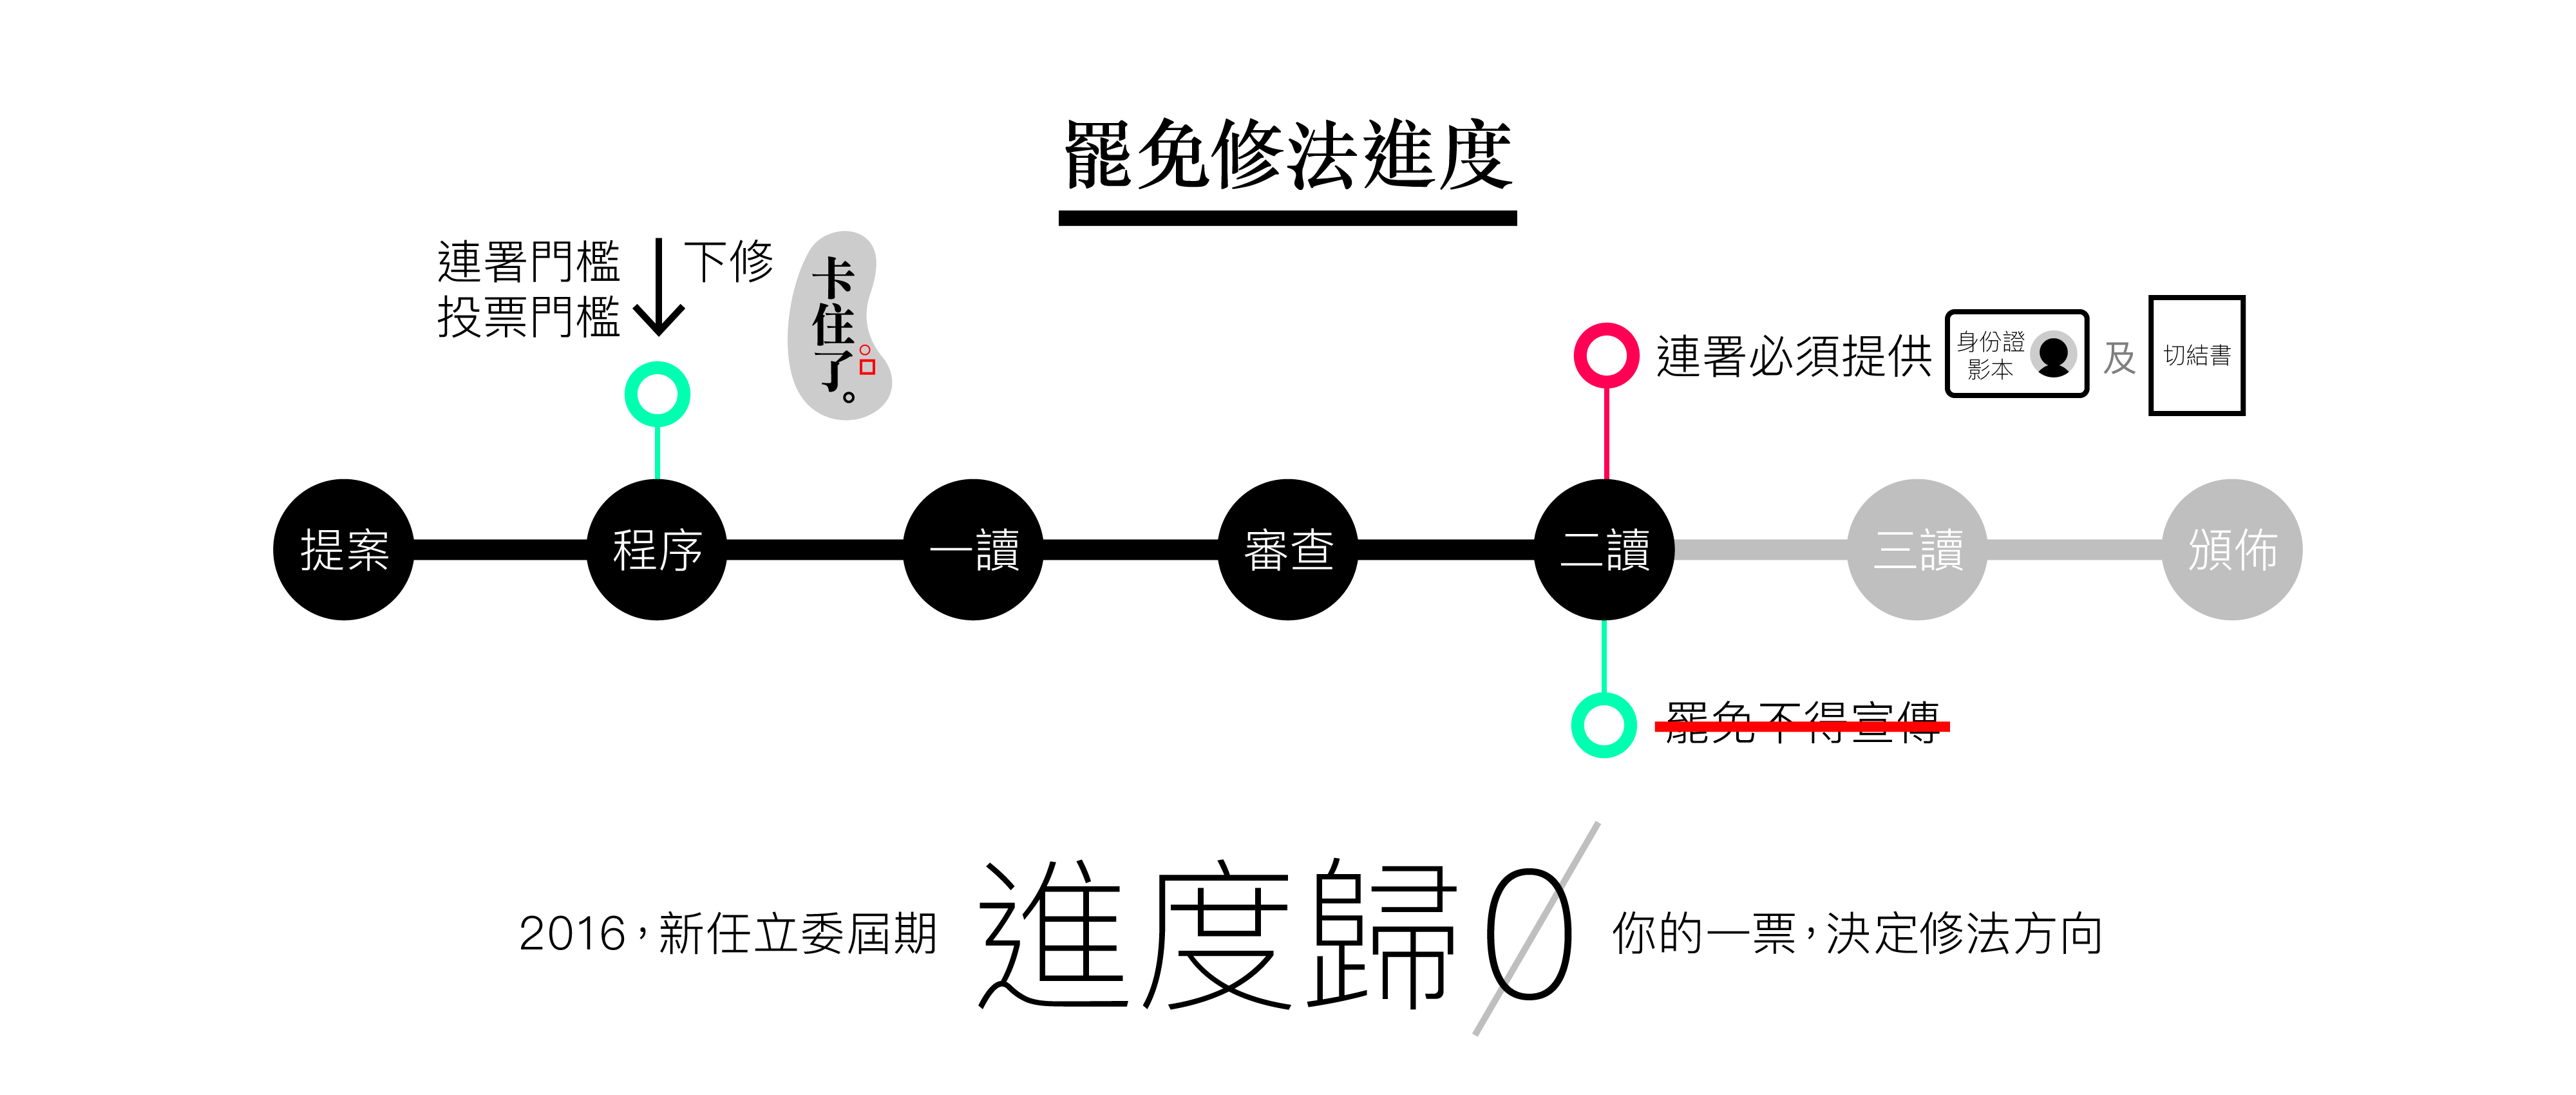 罷免修法進度
連署門檻
投票門檻
下修
卡住了。
連署必須提供
身份證
影本
及
切結書
提案
程序
一讀
審查
二讀
三讀
頒佈
罷免不得宣傳
2016，新任立委屆期
進度歸0
你的一票，決定修法方向